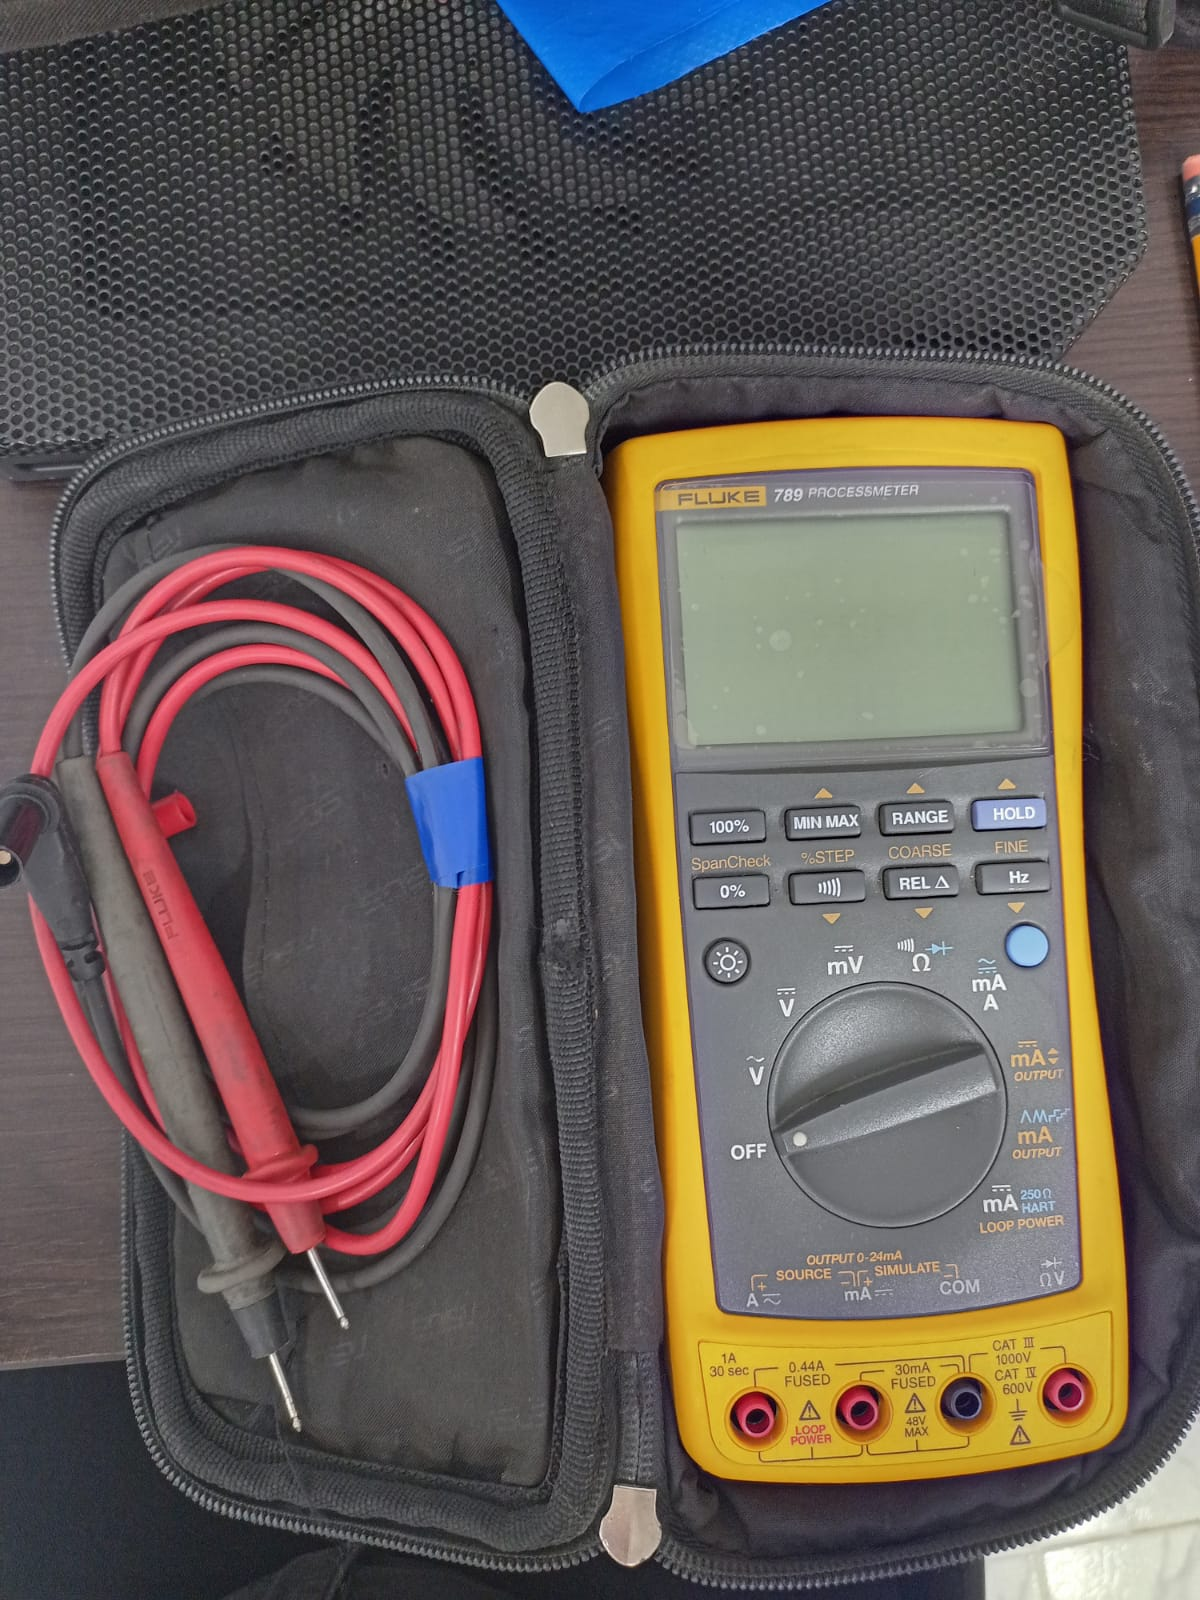 FLUKE 789 PROCESSMETER
100% MIN MAX RANGE HOLD
SpanCheck %STEP COARSE FINE
0% REL Δ Hz
mV
Ω
V
mA
A
V
mA
OUTPUT
mA
OUTPUT
OFF
mA 250Ω
HART
LOOP POWER
OUTPUT 0-24mA
SOURCE SIMULATE
A mA COM ΩV
1A
30 sec
0.44A
FUSED
30mA
FUSED
CAT III
1000V
CAT IV
600V
LOOP
POWER
48V
MAX
FLUKE